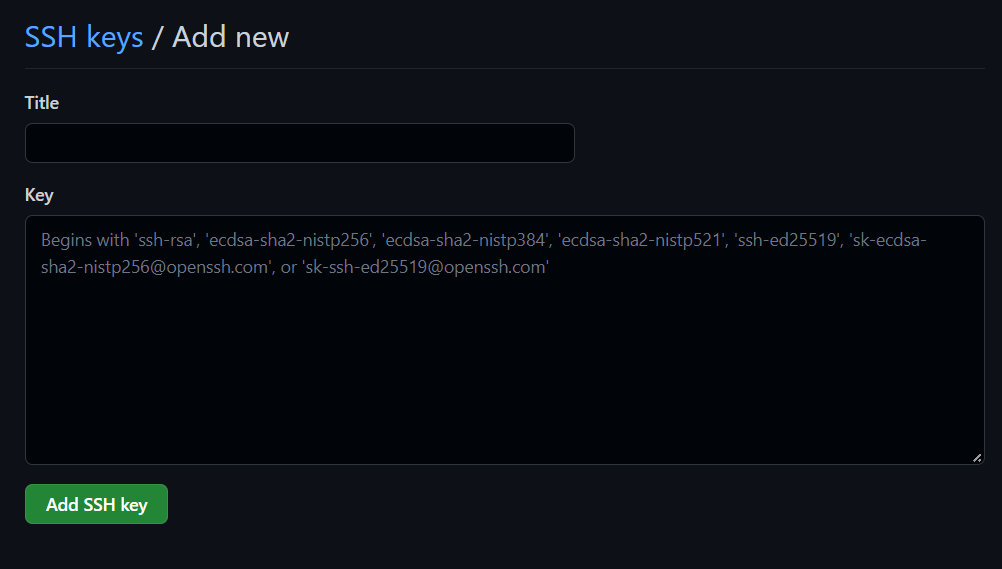 SSH keys / Add new
Title
Key
Begins with 'ssh-rsa', 'ecdsa-sha2-nistp256', 'ecdsa-sha2-nistp384', 'ecdsa-sha2-nistp521', 'ssh-ed25519', 'sk-ecdsa-
sha2-nistp256@openssh.com', or 'sk-ssh-ed25519@openssh.com'
Add SSH key